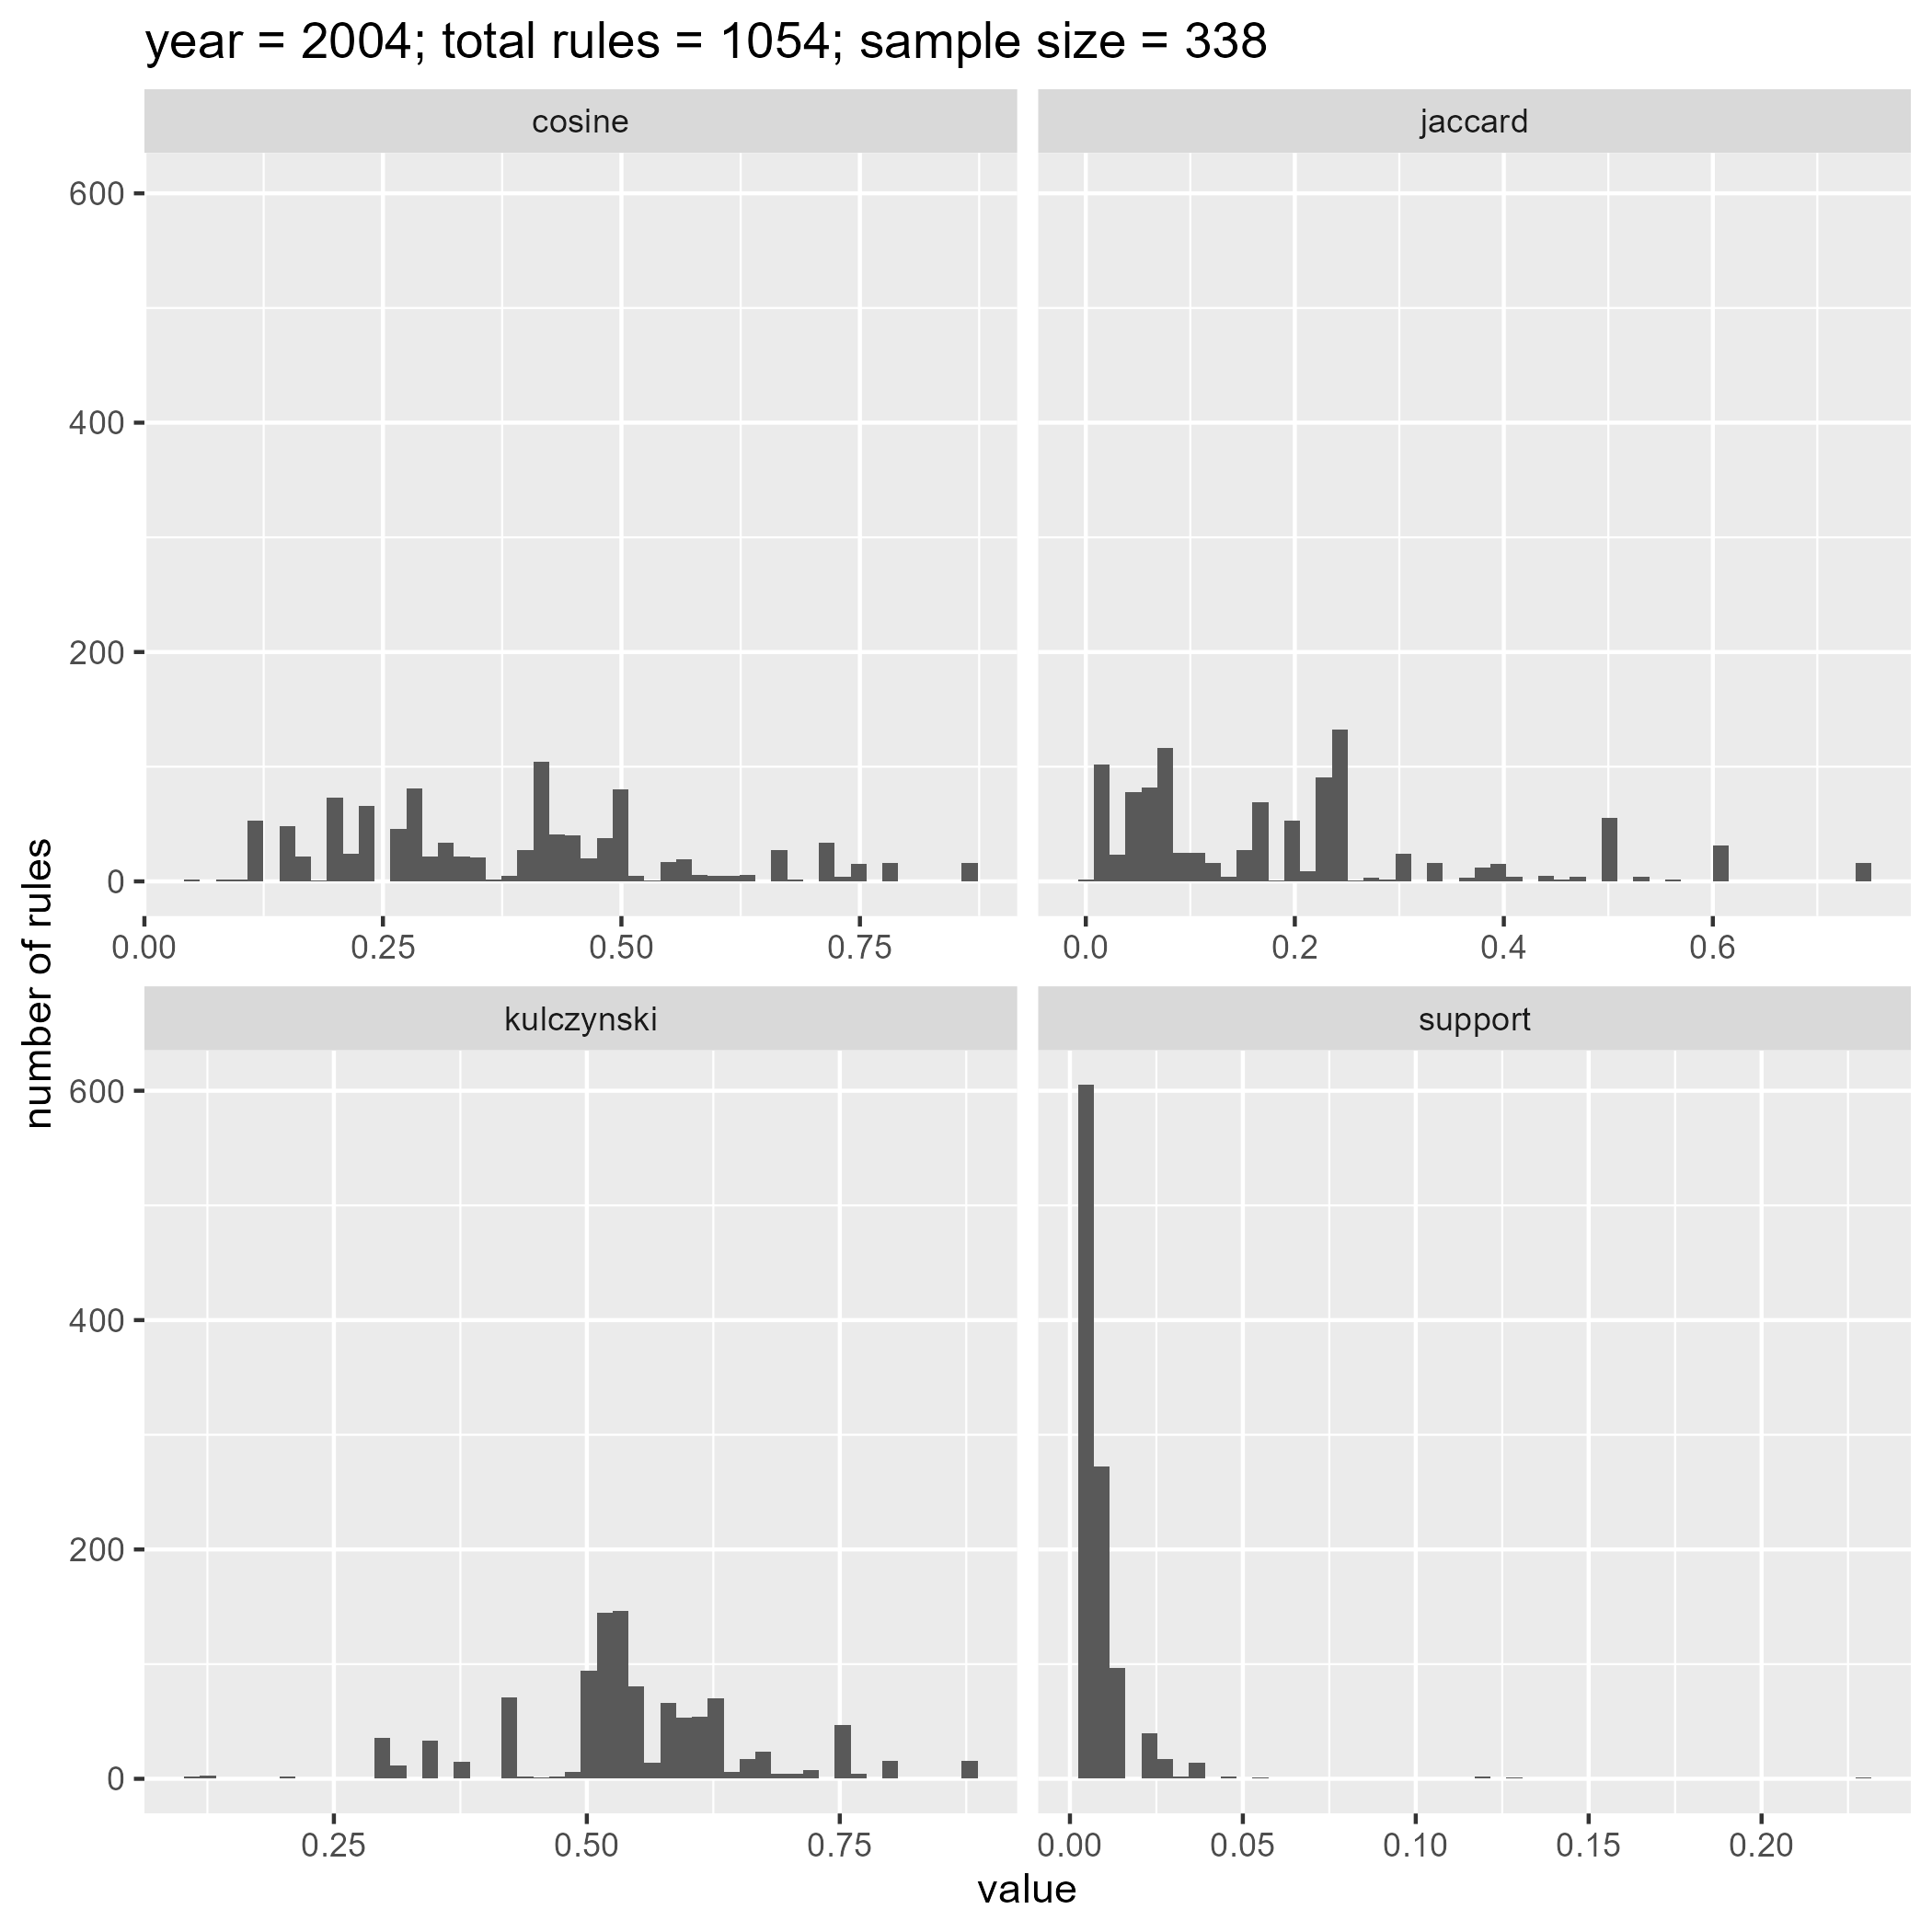 year = 2004; total rules = 1054; sample size = 338
cosine
jaccard
600
400
200
0
0.00 0.25 0.50 0.75
0.0 0.2 0.4 0.6
kulczynski
support
600
400
200
0
0.25 0.50 0.75
0.00 0.05 0.10 0.15 0.20
number of rules
value